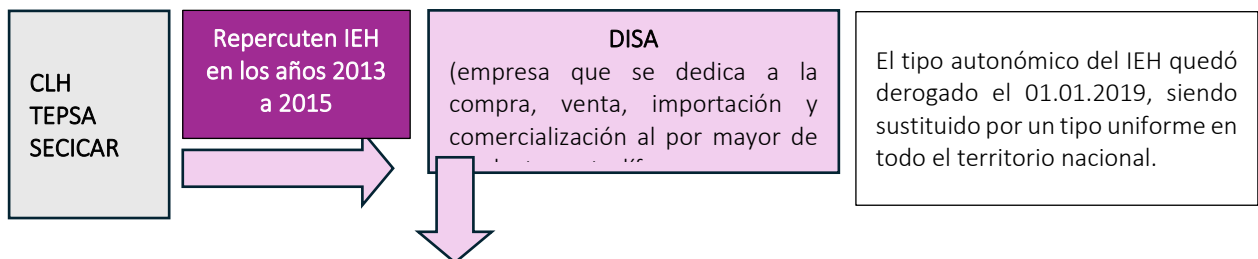 CLH
TEPSA
SECICAR
Repercuten IEH
en los años 2013
a 2015
DISA
(empresa que se dedica a la
compra, venta, importación y
comercialización al por mayor de
El tipo autonómico del IEH quedó
derogado el 01.01.2019, siendo
sustituido por un tipo uniforme en
todo el territorio nacional.